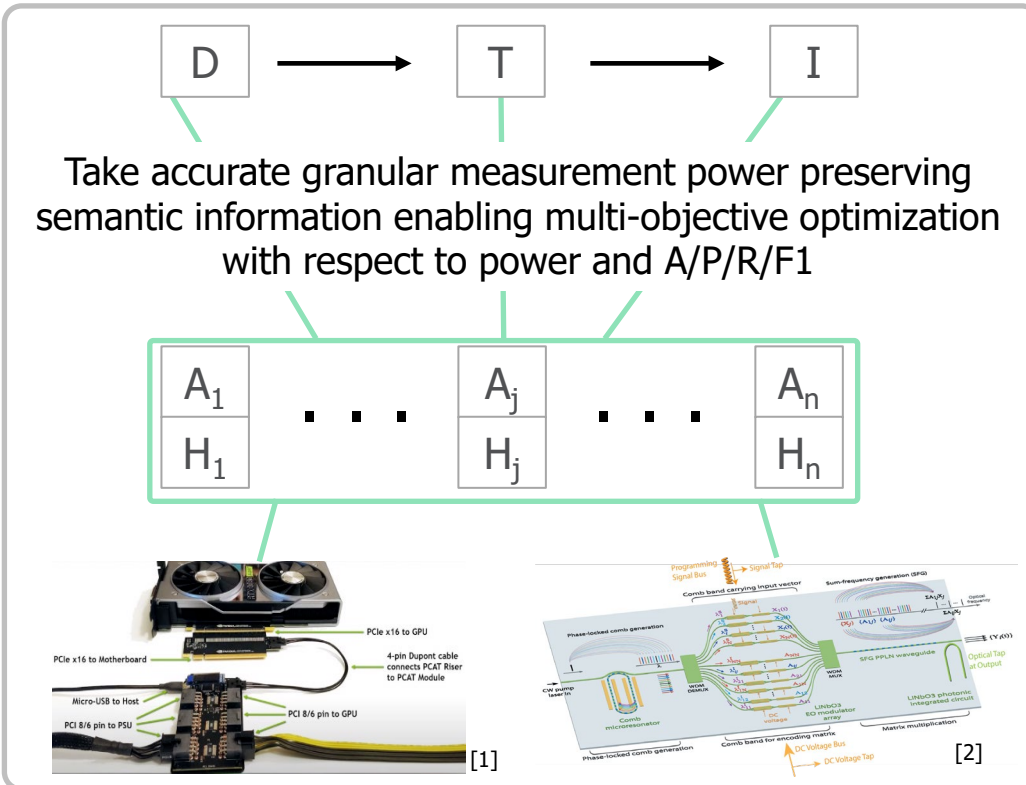 D
T
I
Take accurate granular measurement power preserving
semantic information enabling multi-objective optimization
with respect to power and A/P/R/F1
A1
. . .
Aj
. . .
An
H1
Hj
Hn
PCIe x16 to GPU
PCIe x16 to Motherboard
4-pin Dupont cable
connects PCAT Riser
to PCAT Module
Micro-USB to Host
PCI 8/6 pin to PSU
PCI 8/6 pin to GPU
[1]
Programming
Signal Bus
Signal Tap
Comb band carrying input vector
Signal
Sum-frequency generation (SFG)
Optical
frequency
Phase-locked comb generation
CW pump
laser in
Comb
microresonator
WDM
DEMUX
WDM
MUX
SFG PPLN waveguide
Optical Tap
at Output
DC
voltage
LiNbO3
EO modulator
array
LiNbO3 photonic
integrated circuit
Phase-locked comb generation
Comb band for encoding matrix
Matrix multiplication
DC Voltage Bus
DC Voltage Tap
[2]